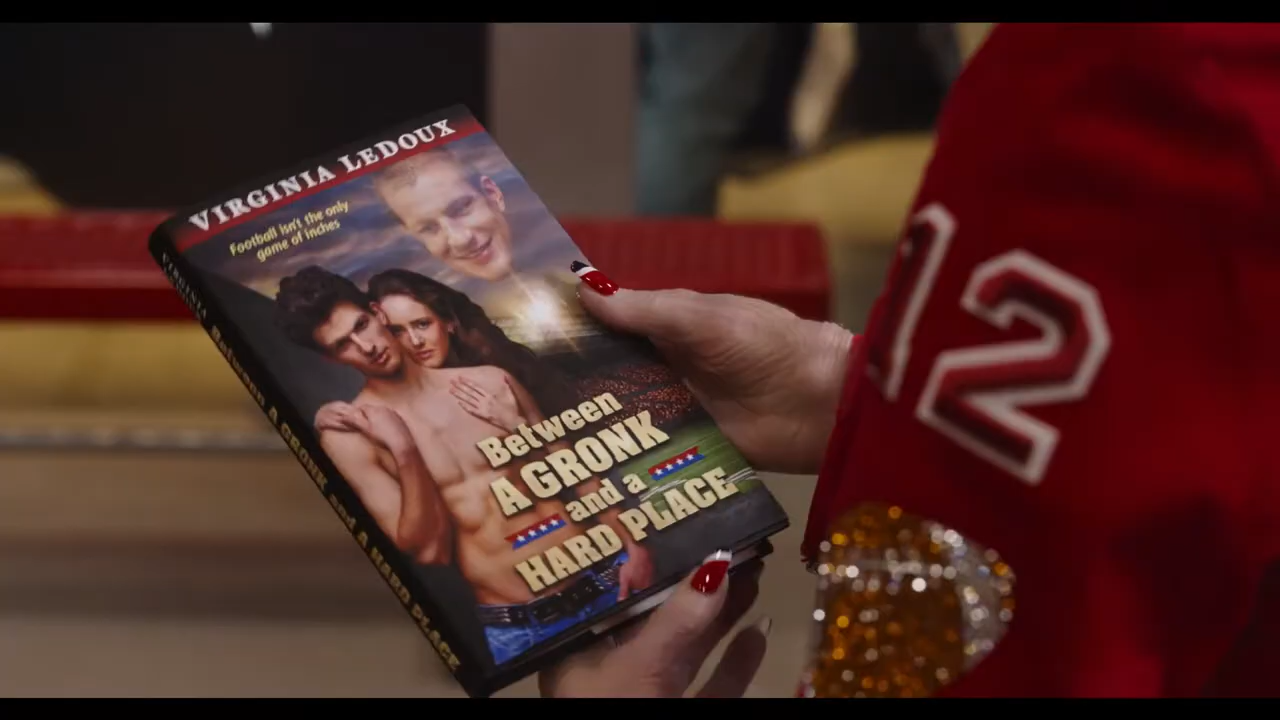 VIRGINIA LEDOUX
Football isn't the only
game of inches
Between
A GRONK
and a
HARD PLACE
Between A GRONK and a HARD PLACE
12